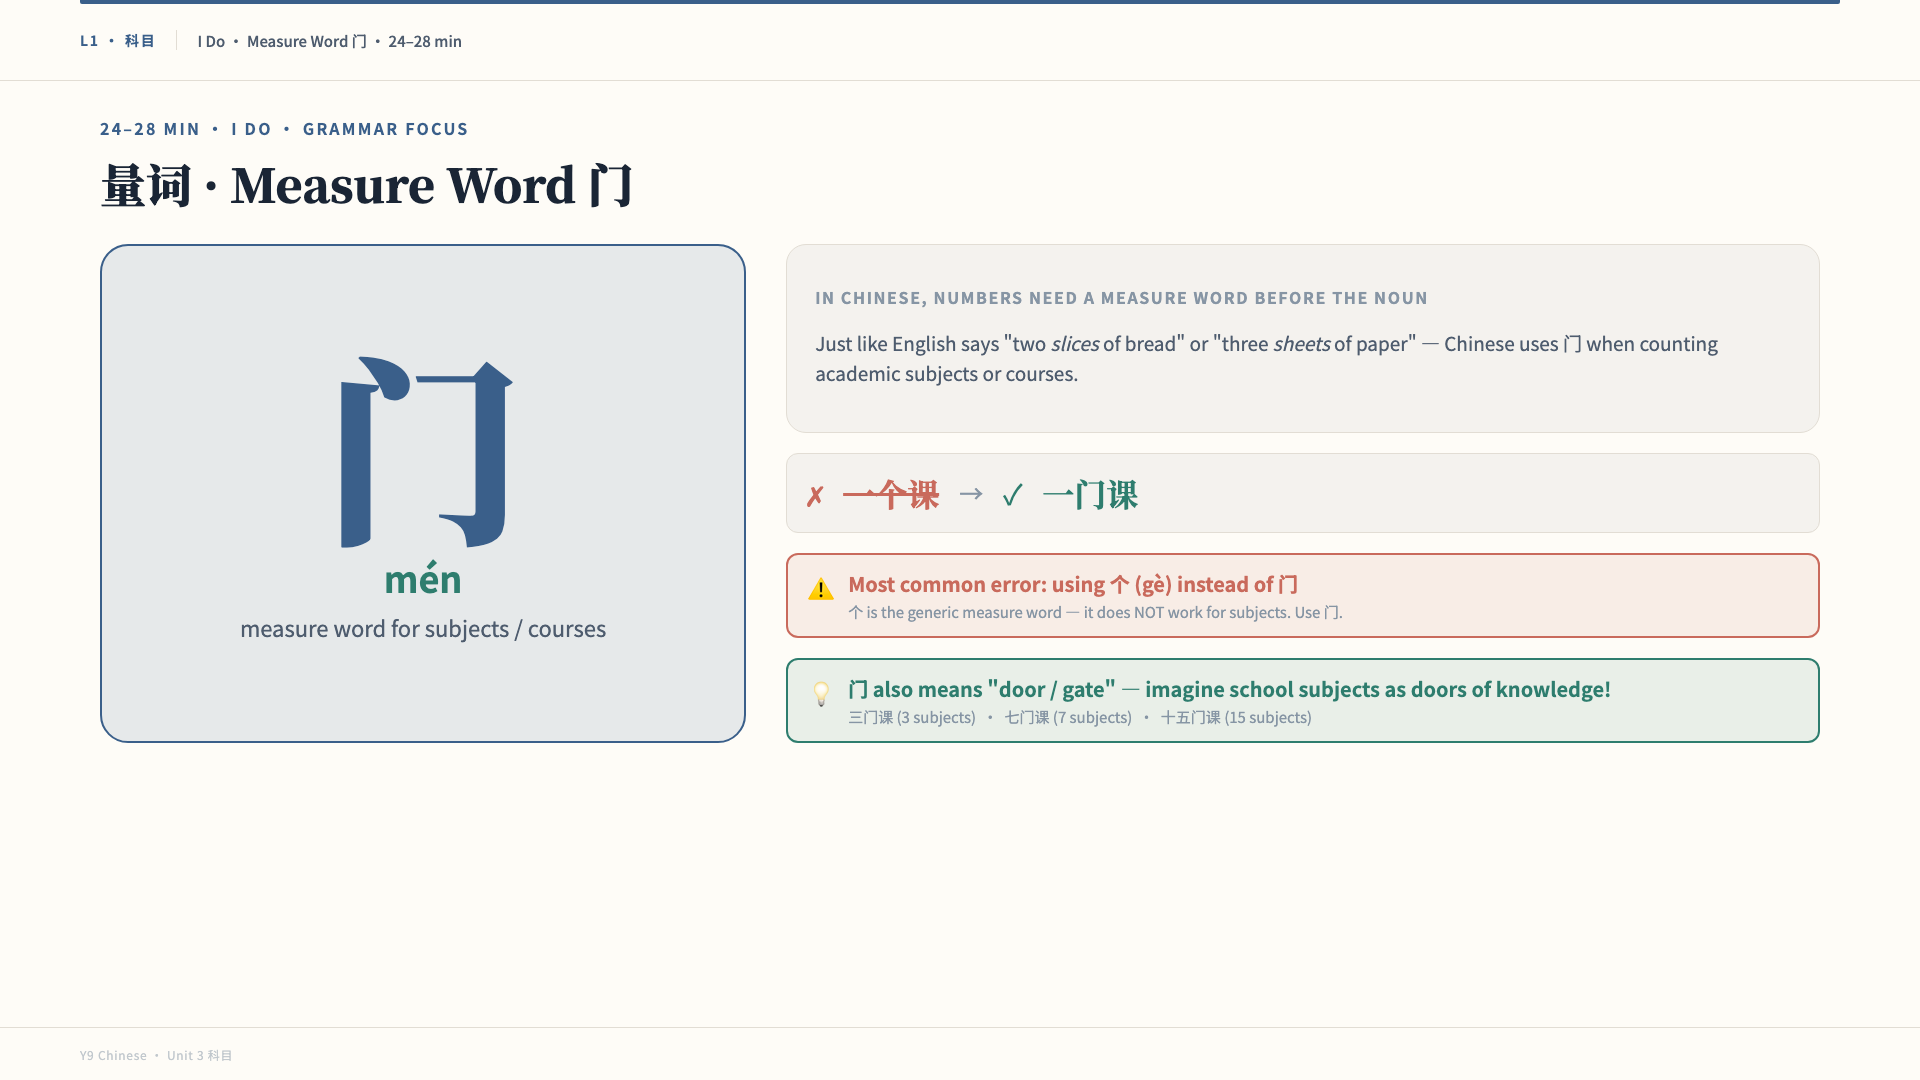 L1 • 科目 I Do • Measure Word 门 • 24–28 min
24–28 MIN • I DO • GRAMMAR FOCUS
量词 · Measure Word 门
门
mén
measure word for subjects / courses
IN CHINESE, NUMBERS NEED A MEASURE WORD BEFORE THE NOUN
Just like English says "two slices of bread" or "three sheets of paper" — Chinese uses 门 when counting
academic subjects or courses.
✗ 一个课 → ✓ 一门课
⚠️ Most common error: using 个 (gè) instead of 门
个 is the generic measure word — it does NOT work for subjects. Use 门.
💡 门 also means "door / gate" — imagine school subjects as doors of knowledge!
三门课 (3 subjects) • 七门课 (7 subjects) • 十五门课 (15 subjects)
Y9 Chinese • Unit 3 科目